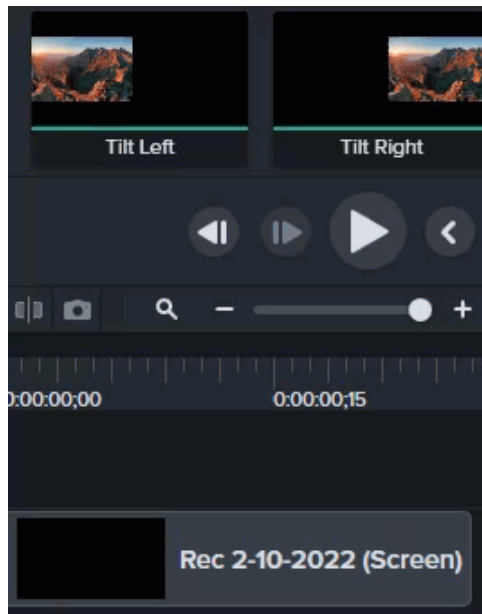 Tilt Left
Tilt Right
0:00:00;00
0:00:00;15
Rec 2-10-2022 (Screen)